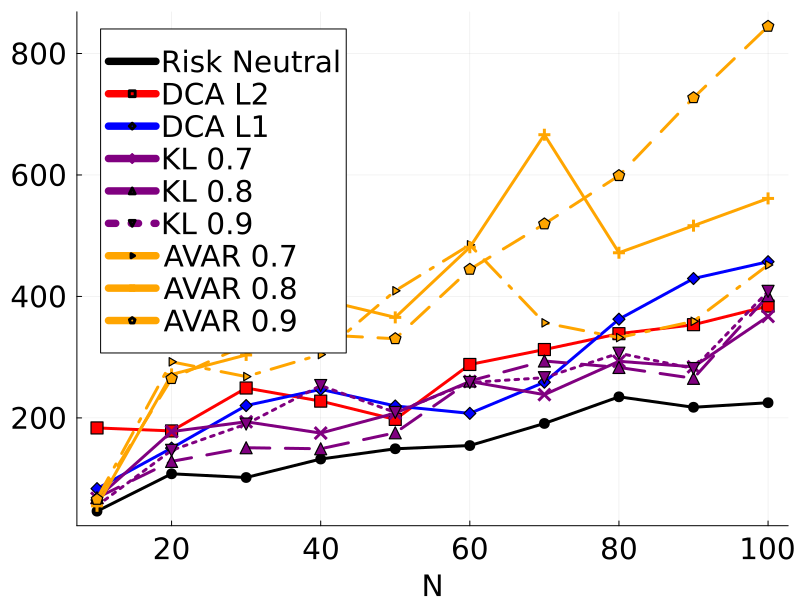 800
600
400
200
Risk Neutral
DCA L2
DCA L1
KL 0.7
KL 0.8
KL 0.9
AVAR 0.7
AVAR 0.8
AVAR 0.9
20 40 60 80 100
N